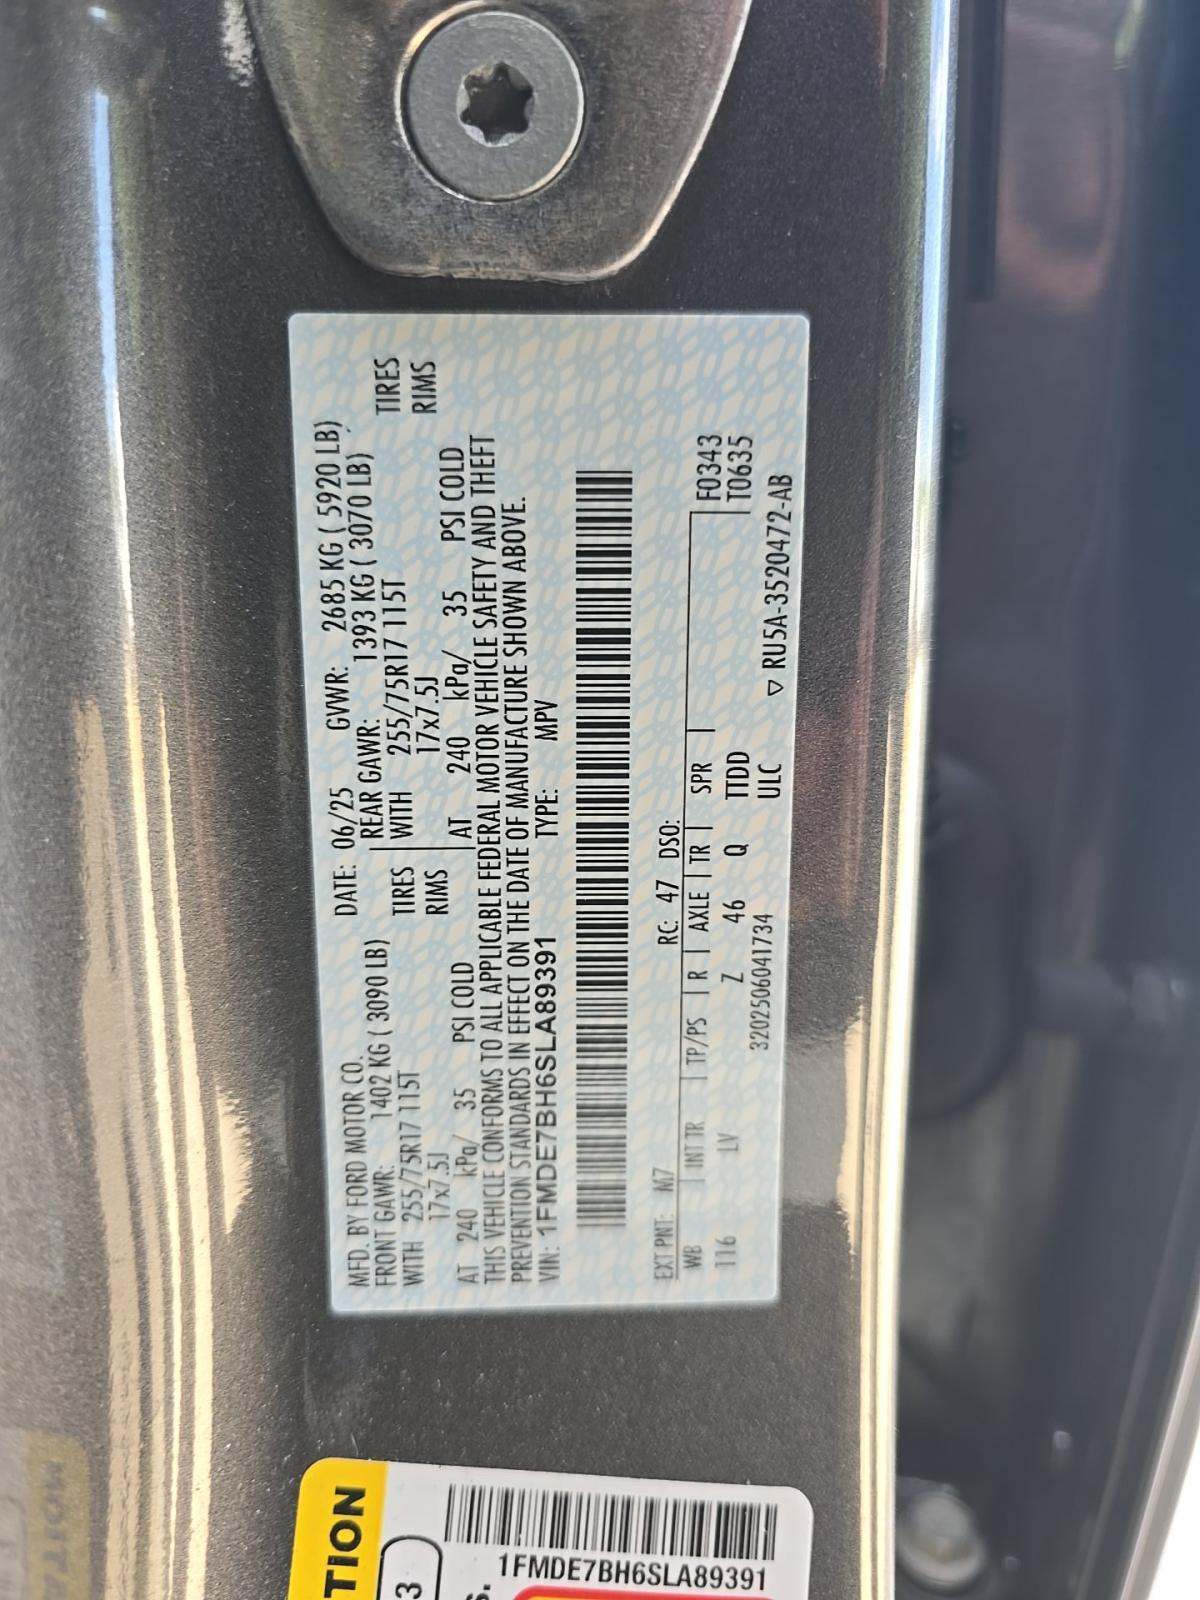 MFD. BY FORD MOTOR CO. DATE: 06/25 GVWR: 2685 KG ( 5920 LB)
FRONT GAWR: 1402 KG ( 3090 LB) REAR GAWR: 1393 KG ( 3070 LB)
WITH 255/75R17 115T TIRES WITH 255/75R17 115T TIRES
17x7.5J RIMS 17x7.5J RIMS
AT 240 kPa/ 35 PSI COLD AT 240 kPa/ 35 PSI COLD
THIS VEHICLE CONFORMS TO ALL APPLICABLE FEDERAL MOTOR VEHICLE SAFETY AND THEFT
PREVENTION STANDARDS IN EFFECT ON THE DATE OF MANUFACTURE SHOWN ABOVE.
VIN: 1FMDE7BH6SLA89391 TYPE: MPV
EXT PNT: M7 RC: 47 DSO:
WB INT TR TP/PS R AXLE TR SPR F0343
116 LV Z 46 Q TTDD T0635
3202506041734 ULC
▽ RU5A-3520472-AB
TION
3
S.
1FMDE7BH6SLA89391